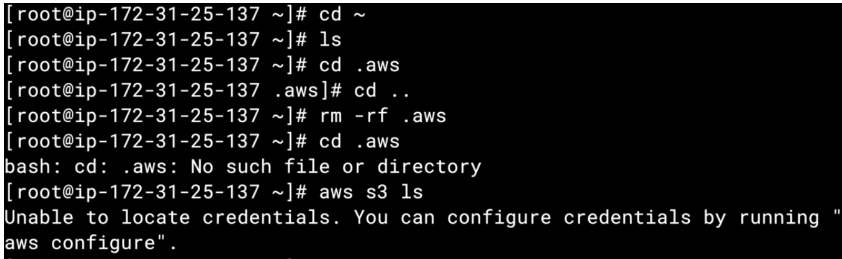 [root@ip-172-31-25-137 ~]# cd ~
[root@ip-172-31-25-137 ~]# ls
[root@ip-172-31-25-137 ~]# cd .aws
[root@ip-172-31-25-137 .aws]# cd ..
[root@ip-172-31-25-137 ~]# rm -rf .aws
[root@ip-172-31-25-137 ~]# cd .aws
bash: cd: .aws: No such file or directory
[root@ip-172-31-25-137 ~]# aws s3 ls
Unable to locate credentials. You can configure credentials by running "
aws configure".